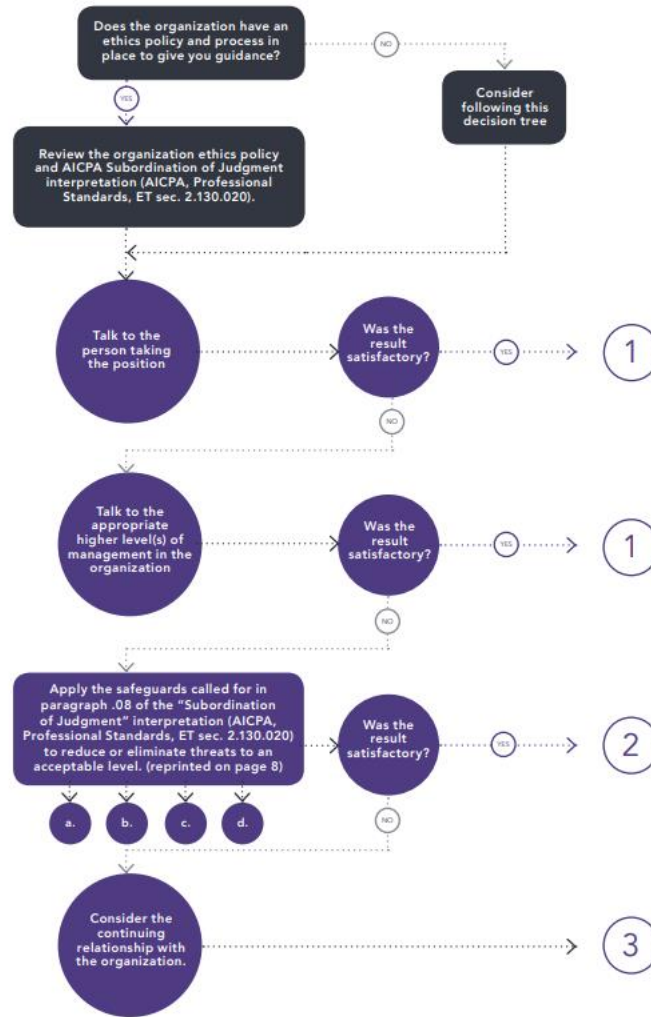 Does the organization have an
ethics policy and process in
place to give you guidance?
NO
YES
Consider
following this
decision tree
Review the organization ethics policy
and AICPA Subordination of Judgment
interpretation (AICPA, Professional
Standards, ET sec. 2.130.020).
Talk to the
person taking
the position
Was the
result
satisfactory?
YES
1
NO
Talk to the
appropriate
higher level(s) of
management in the
organization
Was the
result
satisfactory?
YES
1
NO
Apply the safeguards called for in
paragraph .08 of the “Subordination
of Judgment” interpretation (AICPA,
Professional Standards, ET sec. 2.130.020)
to reduce or eliminate threats to an
acceptable level. (reprinted on page 8)
Was the
result
satisfactory?
YES
2
a.
b.
c.
d.
NO
Consider the
continuing
relationship with
the organization.
3